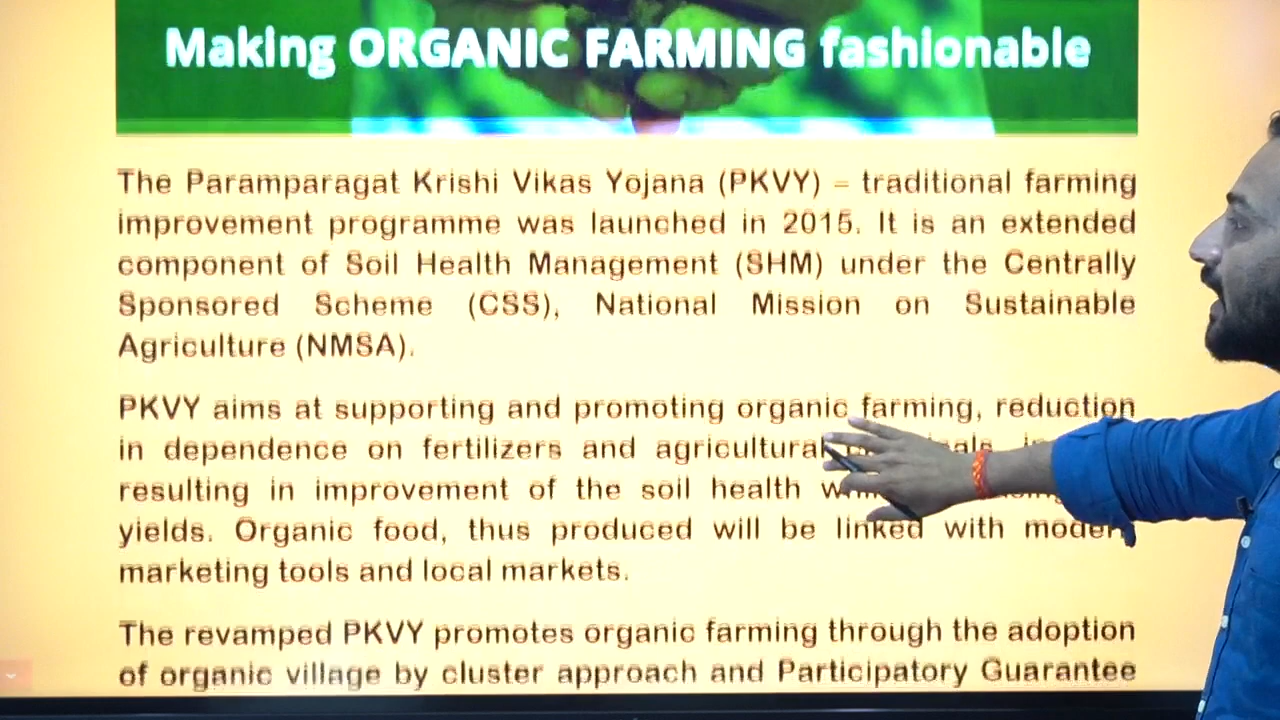 Making ORGANIC FARMING fashionable
The Paramparagat Krishi Vikas Yojana (PKVY) – traditional farming
improvement programme was launched in 2015. It is an extended
component of Soil Health Management (SHM) under the Centrally
Sponsored Scheme (CSS), National Mission on Sustainable
Agriculture (NMSA).
PKVY aims at supporting and promoting organic farming, reduction
in dependence on fertilizers and agricultural
resulting in improvement of the soil health
yields. Organic food, thus produced will be linked with modern
marketing tools and local markets.
The revamped PKVY promotes organic farming through the adoption
of organic village by cluster approach and Participatory Guarantee